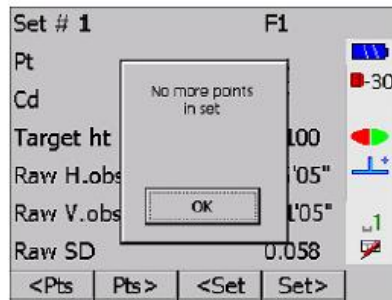 Set # 1 F1
Pt
Cd
No more points
in set
-30
Target ht 100
Raw H.obs '05"
Raw V.obs 1'05"
OK
Raw SD 0.058
1
<Pts Pts> <Set Set>